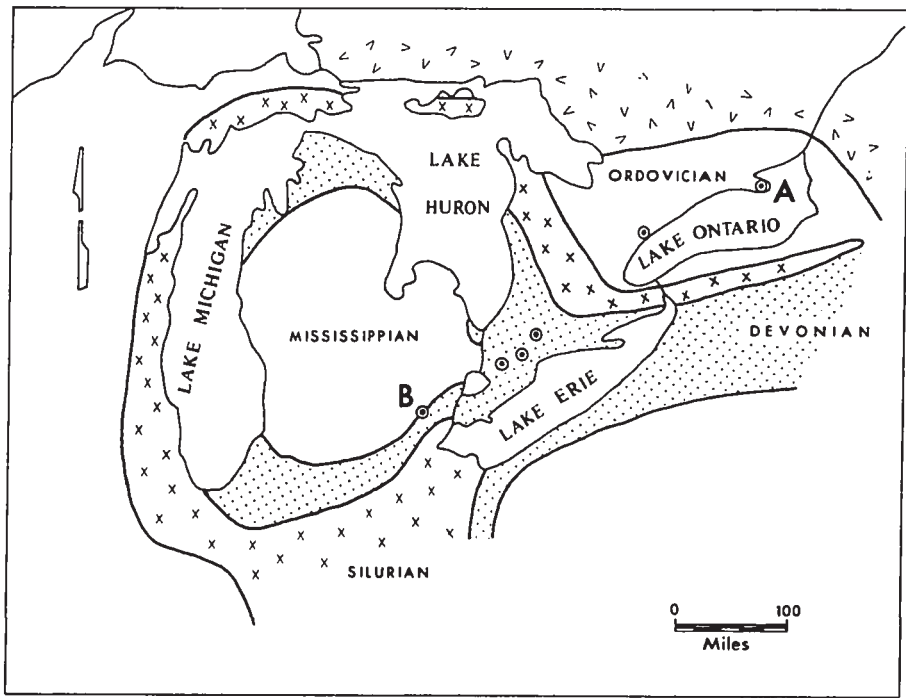 LAKE
HURON
ORDOVICIAN
A
LAKE ONTARIO
LAKE MICHIGAN
MISSISSIPPIAN
DEVONIAN
B
LAKE ERIE
SILURIAN
0 100
Miles